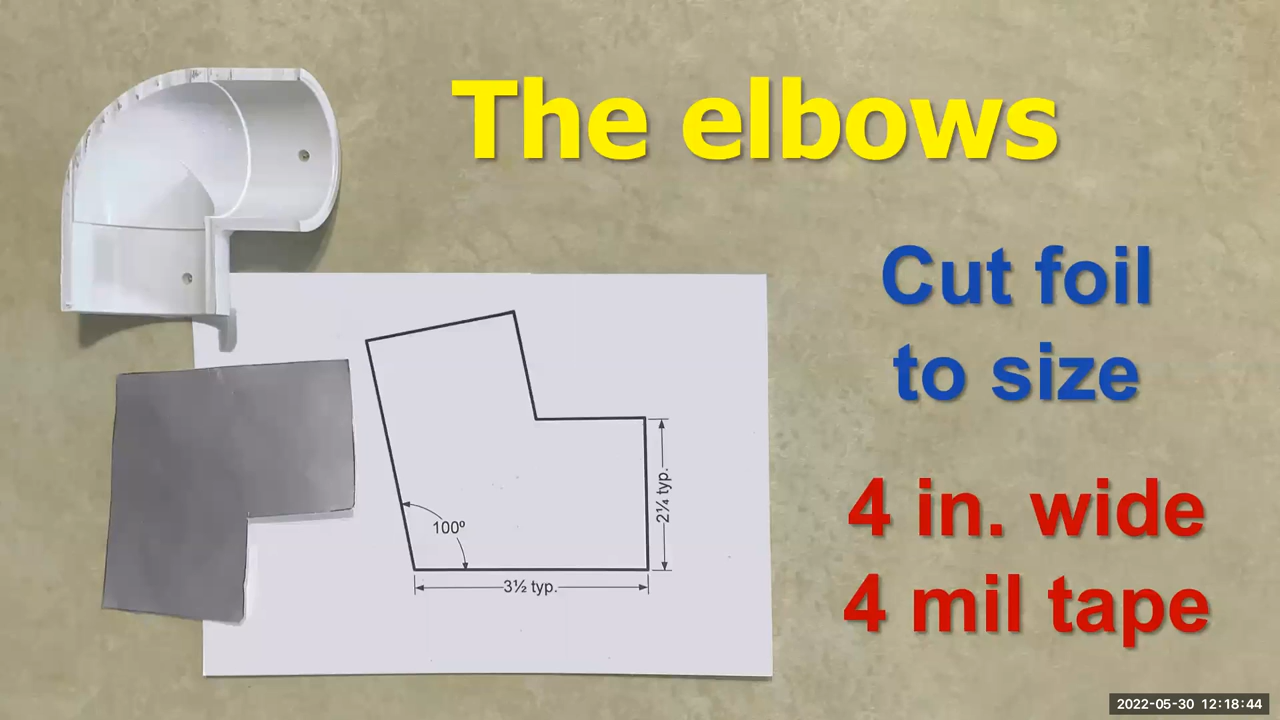 The elbows
Cut foil
to size
4 in. wide
4 mil tape
100º
2¼ typ.
3½ typ.
2022-05-30 12:18:44